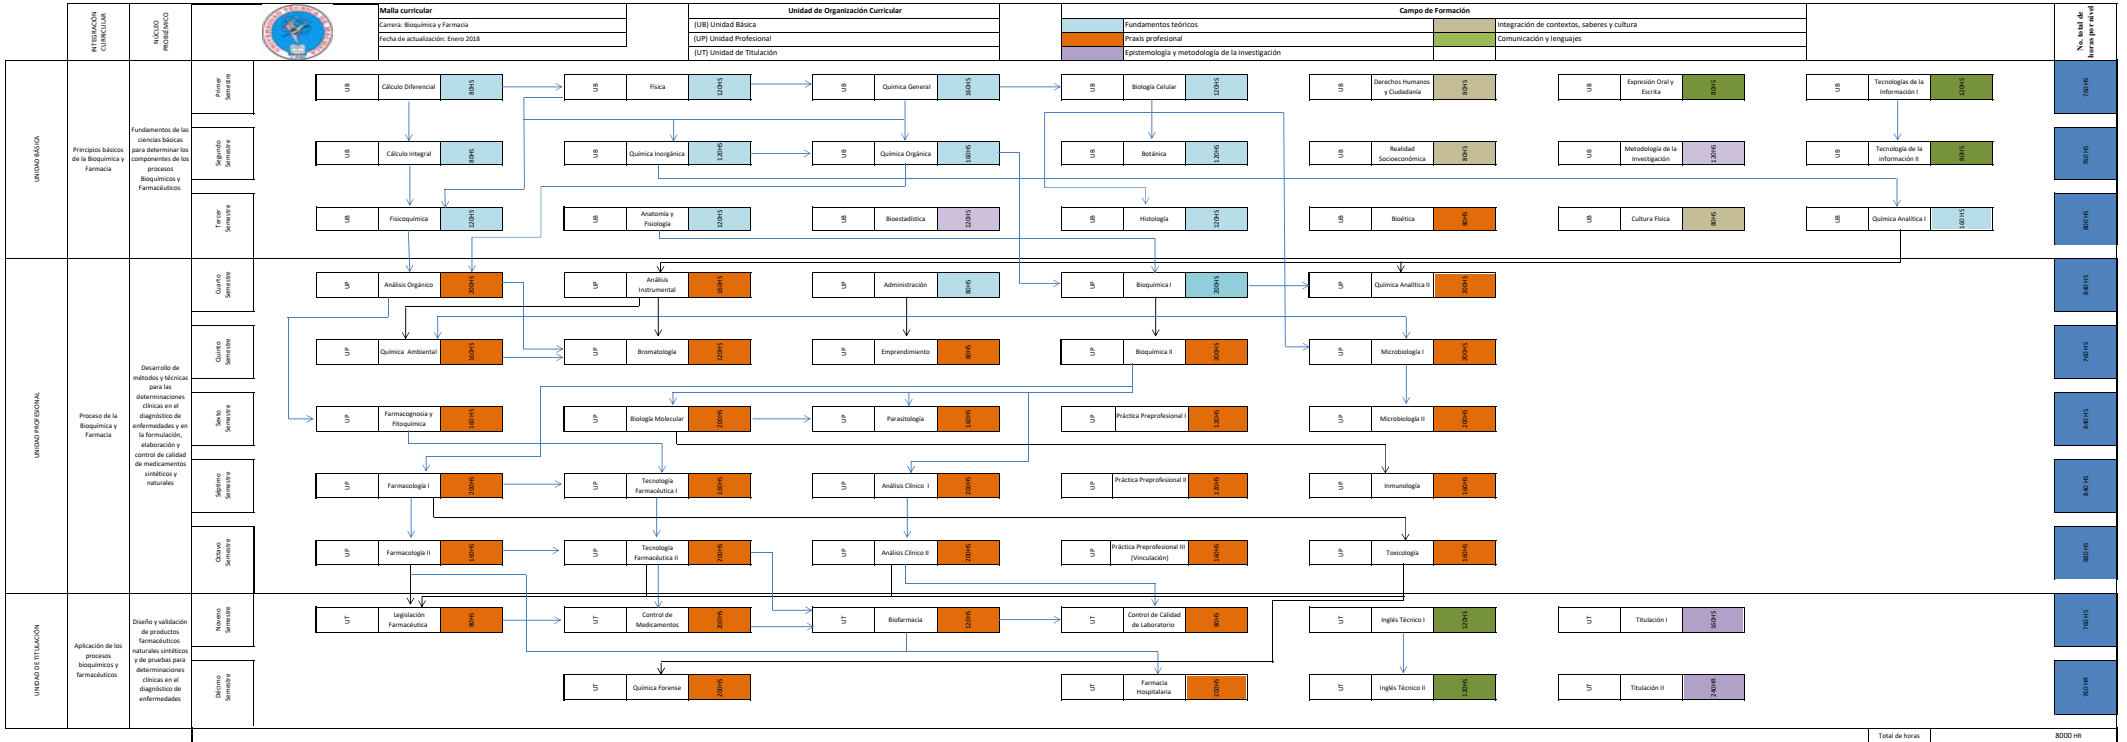 INTEGRACIÓN
CURRICULAR
NÚCLEO
PROBLÉMICO
Malla curricular
Carrera: Bioquímica y Farmacia
Fecha de actualización: Enero 2018
Unidad de Organización Curricular
(UB) Unidad Básica
(UP) Unidad Profesional
(UT) Unidad de Titulación
Campo de Formación
Fundamentos teóricos
Integración de contextos, saberes y cultura
Praxis profesional
Comunicación y lenguajes
Epistemología y metodología de la investigación
No. total de
horas por nivel
UNIDAD BÁSICA
Principios básicos
de la Bioquímica y
Farmacia
Fundamentos de las
ciencias básicas
para determinar los
componentes de los
procesos
Bioquímicos y
Farmacéuticos
Primer
Semestre
UB
Cálculo Diferencial
80HS
UB
Física
120HS
UB
Química General
160HS
UB
Biología Celular
120HS
UB
Derechos Humanos
y Ciudadanía
80HS
UB
Expresión Oral y
Escrita
80HS
UB
Tecnologías de la
Información I
120HS
760 HS
Segundo
Semestre
UB
Cálculo Integral
80HS
UB
Química Inorgánica
120HS
UB
Química Orgánica
160HS
UB
Botánica
120HS
UB
Realidad
Socioeconómica
80HS
UB
Metodología de la
Investigación
120HS
UB
Tecnología de la
información II
80HS
760 HS
Tercer
Semestre
UB
Fisicoquímica
120HS
UB
Anatomía y
Fisiología
120HS
UB
Bioestadística
120HS
UB
Histología
120HS
UB
Bioética
80HS
UB
Cultura Física
80HS
UB
Química Analítica I
160 HS
800 HS
UNIDAD PROFESIONAL
Proceso de la
Bioquímica y
Farmacia
Desarrollo de
métodos y técnicas
para las
determinaciones
clínicas en el
diagnóstico de
enfermedades y en
la formulación,
elaboración y
control de calidad
de medicamentos
sintéticos y
naturales
Cuarto
Semestre
UP
Análisis Orgánico
200HS
UP
Análisis
Instrumental
160HS
UP
Administración
80HS
UP
Bioquímica I
200HS
UP
Química Analítica II
200HS
840 HS
Quinto
Semestre
UP
Química Ambiental
160HS
UP
Bromatología
120HS
UP
Emprendimiento
80HS
UP
Bioquímica II
200HS
UP
Microbiología I
200HS
760 HS
Sexto
Semestre
UP
Farmacognosia y
Fitoquímica
160HS
UP
Biología Molecular
200HS
UP
Parasitología
160HS
UP
Práctica Preprofesional I
120HS
UP
Microbiología II
200HS
840 HS
Séptimo
Semestre
UP
Farmacología I
200HS
UP
Tecnología
Farmacéutica I
160HS
UP
Análisis Clínico I
200HS
UP
Práctica Preprofesional II
120HS
UP
Inmunología
160HS
840 HS
Octavo
Semestre
UP
Farmacología II
160HS
UP
Tecnología
Farmacéutica II
200HS
UP
Análisis Clínico II
200HS
UP
Práctica Preprofesional III
(Vinculación)
160HS
UP
Toxicología
160HS
880 HS
UNIDAD DE TITULACIÓN
Aplicación de los
procesos
bioquímicos y
farmacéuticos
Diseño y validación
de productos
farmacéuticos
naturales sintéticos
y de pruebas para
determinaciones
clínicas en el
diagnóstico de
enfermedades
Noveno
Semestre
UT
Legislación
Farmacéutica
80HS
UT
Control de
Medicamentos
200HS
UT
Biofarmacia
120HS
UT
Control de Calidad
de Laboratorio
80HS
UT
Inglés Técnico I
120HS
UT
Titulación I
160HS
760 HS
Décimo
Semestre
UT
Química Forense
200HS
UT
Farmacia
Hospitalaria
200HS
UT
Inglés Técnico II
120HS
UT
Titulación II
240HR
760 HR
Total de horas
8000 HR